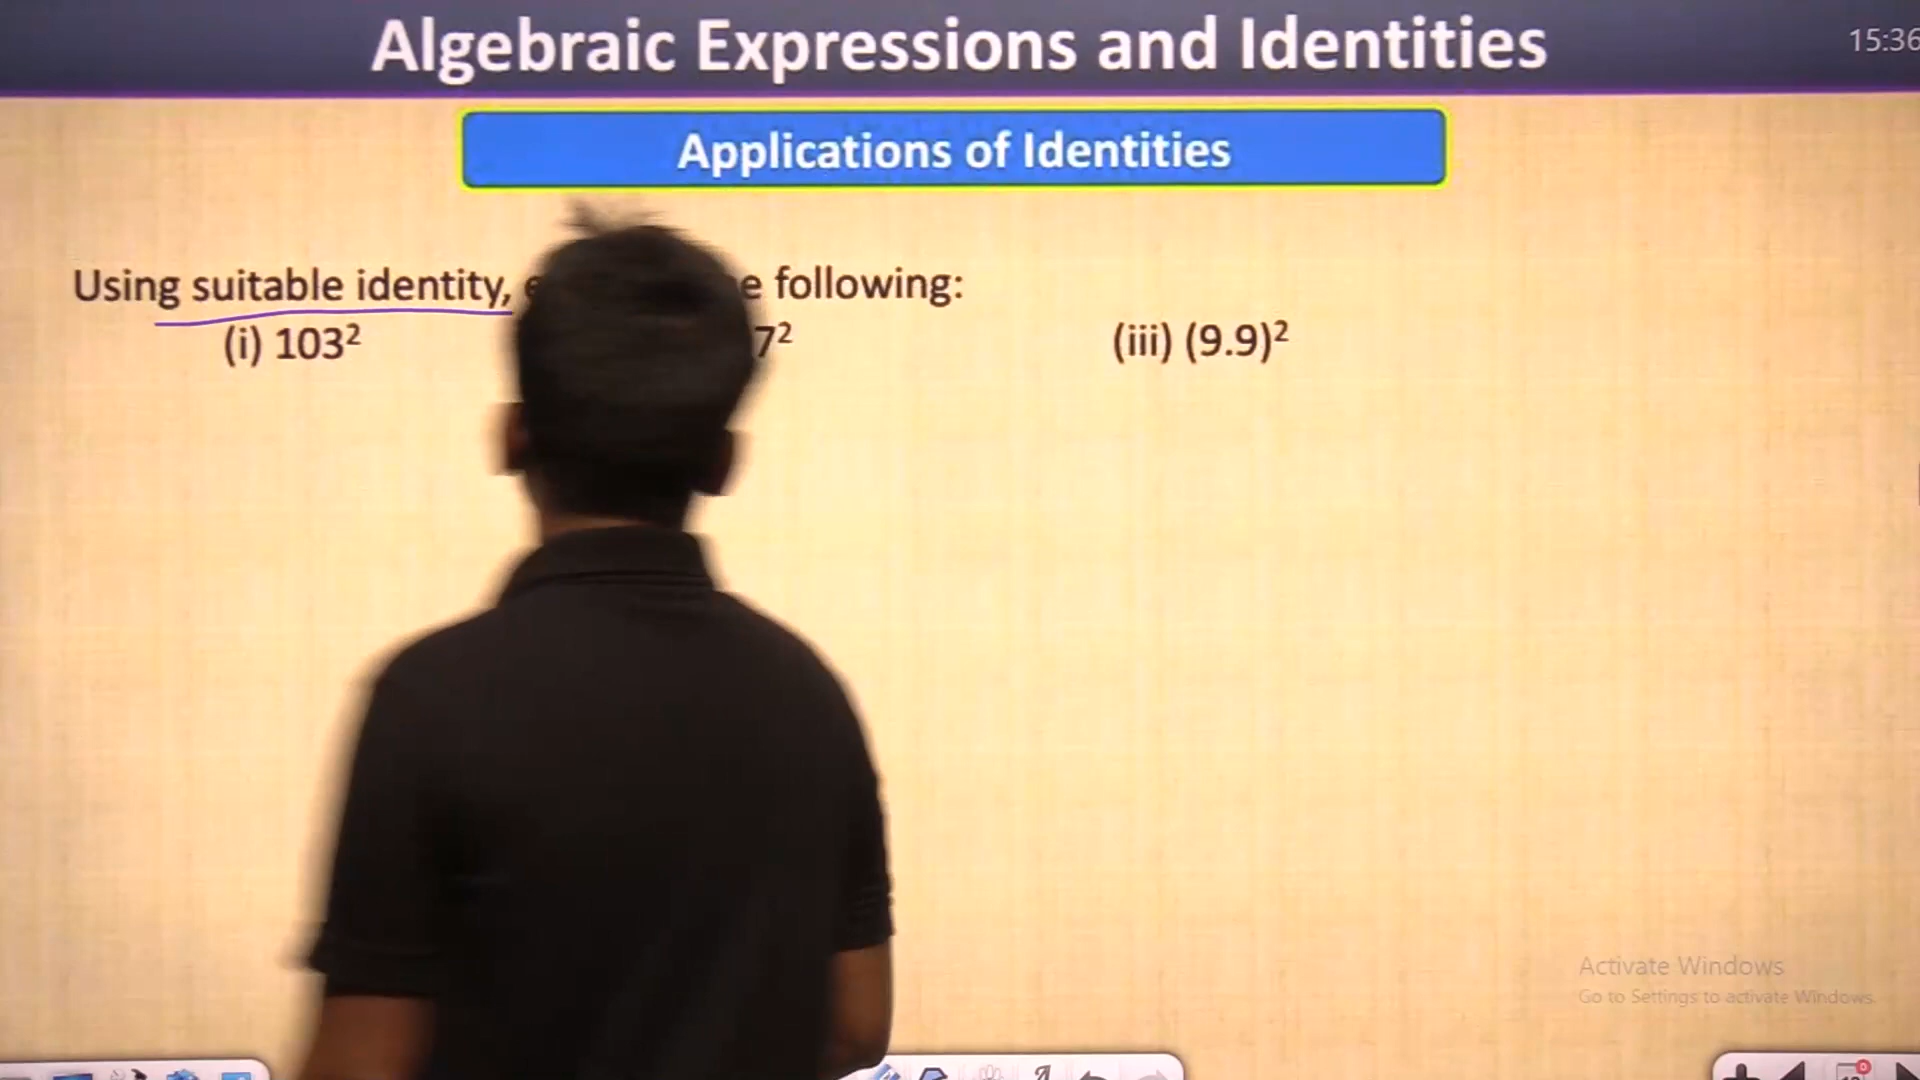 Algebraic Expressions and Identities
15:36
Applications of Identities
Using suitable identity, following:
(i) 103² 7² (iii) (9.9)²
Activate Windows
Go to Settings to activate Windows.